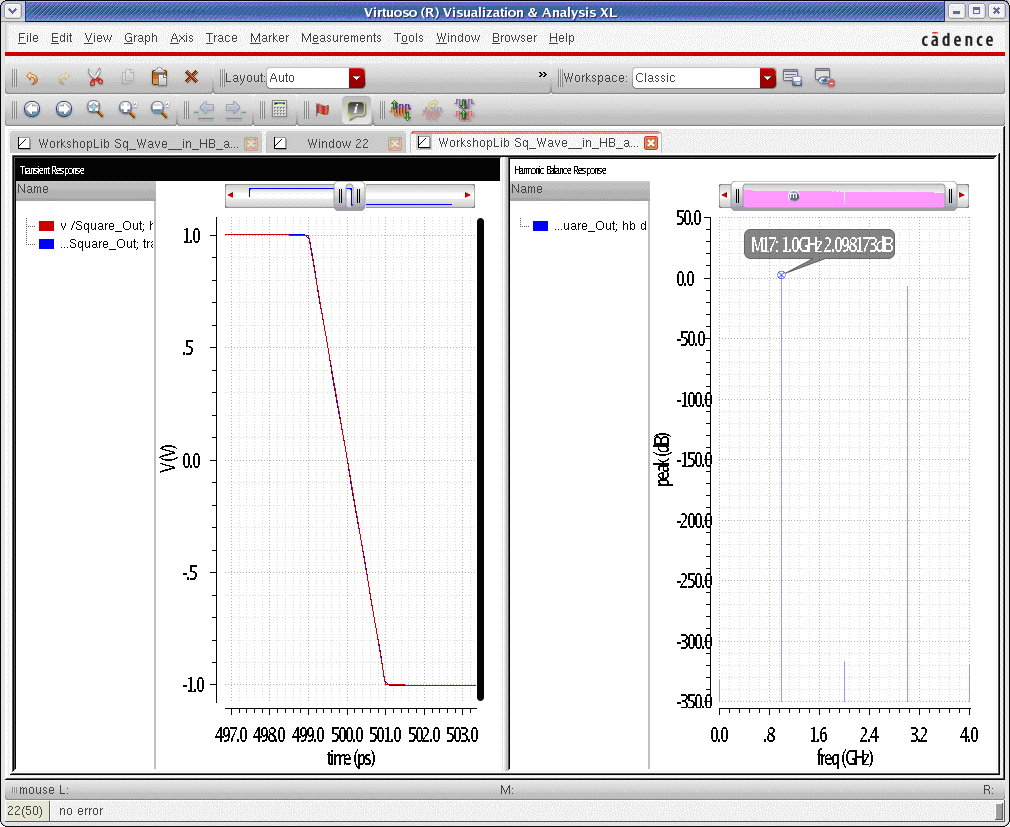 Virtuoso (R) Visualization & Analysis XL
File Edit View Graph Axis Trace Marker Measurements Tools Window Browser Help
cādence
Layout: Auto
»
Workspace: Classic
WorkshopLib Sq_Wave__in_HB_a...
Window 22
WorkshopLib Sq_Wave__in_HB_a...
Transient Response
Name
v /Square_Out; h
...Square_Out; tra
1.0
.5
0.0
-.5
-1.0
V (V)
497.0 498.0 499.0 500.0 501.0 502.0 503.0
time (ps)
Harmonic Balance Response
Name
...uare_Out; hb d
m
M17: 1.0GHz 2.098173dB
50.0
0.0
-50.0
-100.0
-150.0
-200.0
-250.0
-300.0
-350.0
peak (dB)
0.0 .8 1.6 2.4 3.2 4.0
freq (GHz)
mouse L: M: R:
22(50) no error